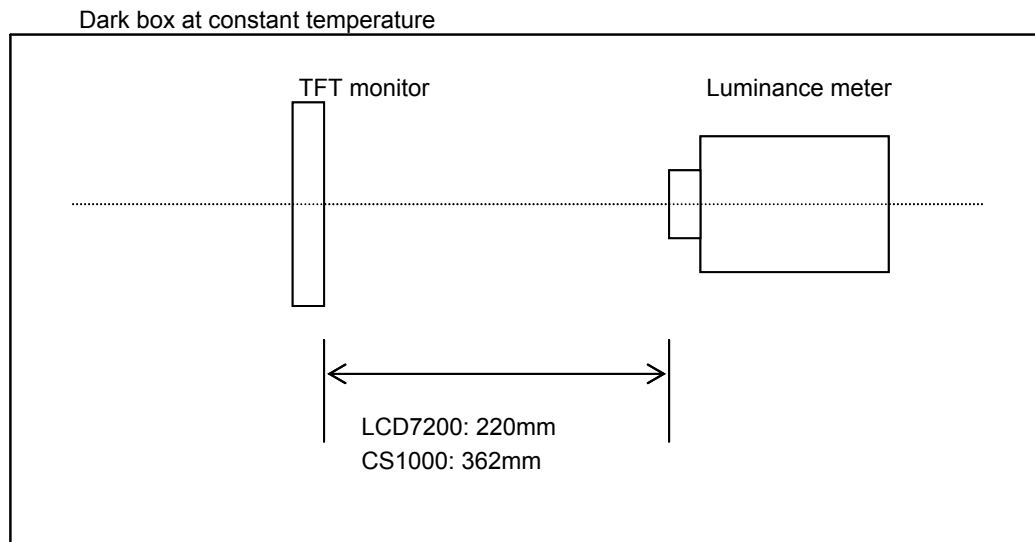 Dark box at constant temperature
TFT monitor
Luminance meter
LCD7200: 220mm
CS1000: 362mm